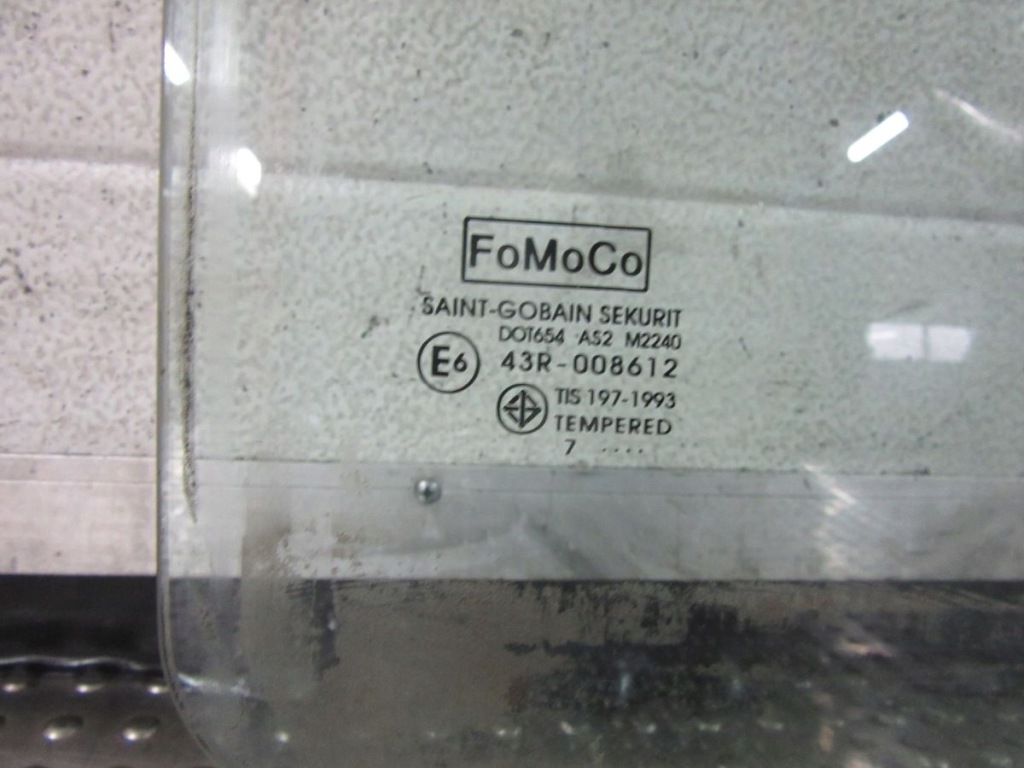 FoMoCo
SAINT-GOBAIN SEKURIT
DOT654 AS2 M2240
E6 43R-008612
TIS 197-1993
TEMPERED
7 ....